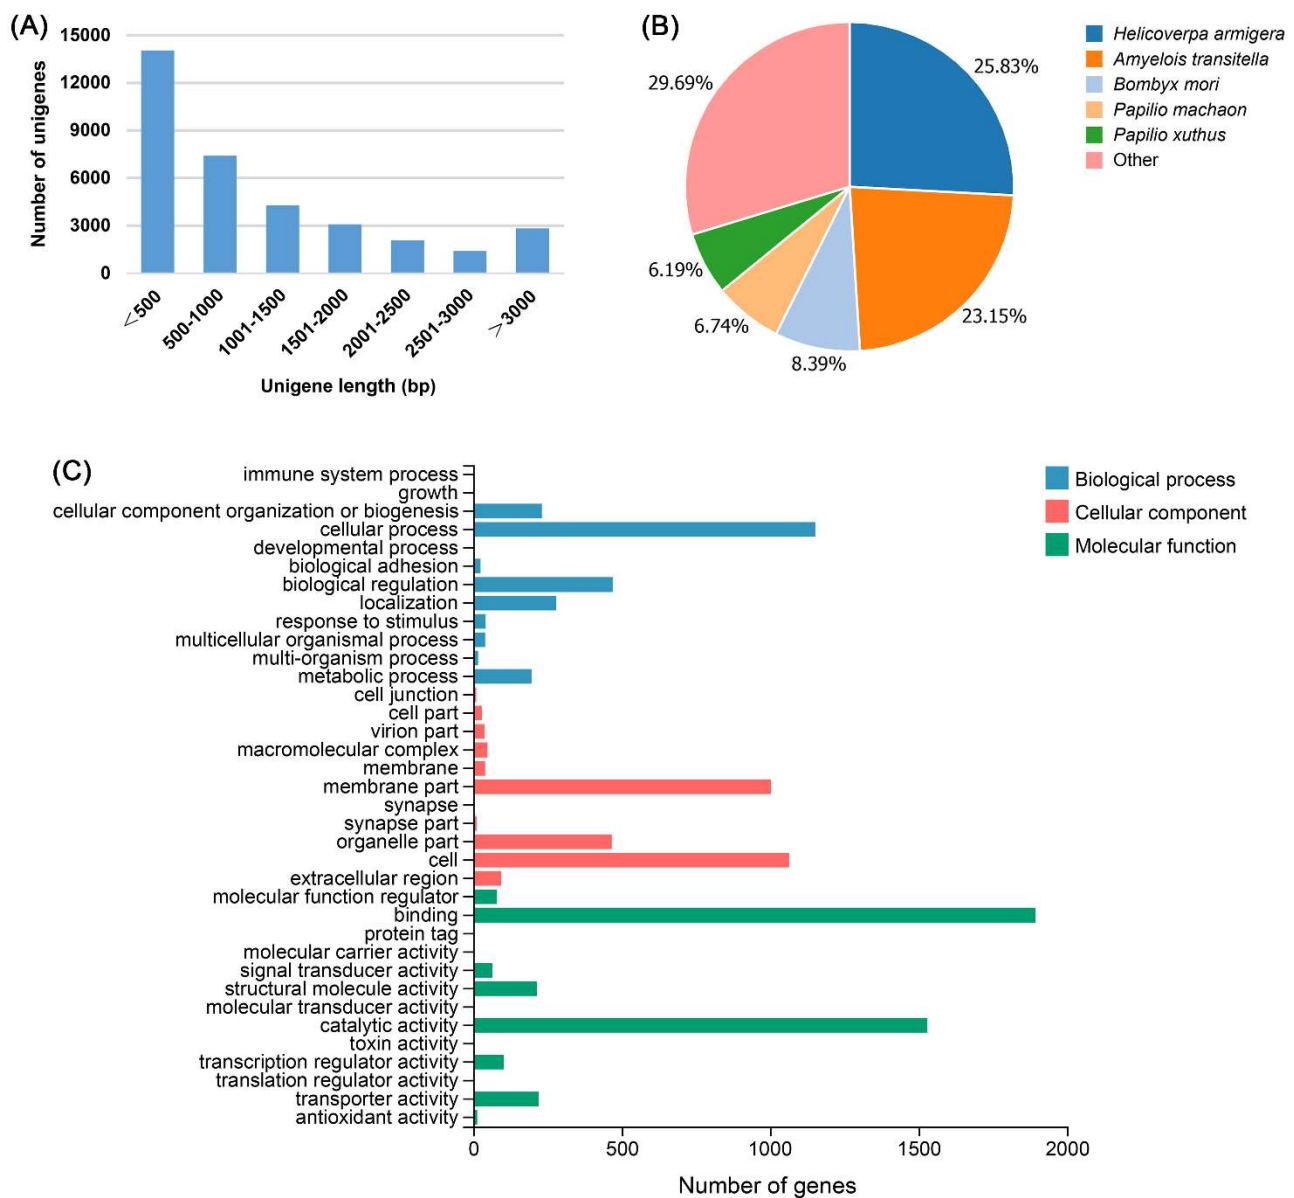 (A)
15000
12000
9000
6000
3000
0
Number of unigenes
<500
500-1000
1001-1500
1501-2000
2001-2500
2501-3000
>3000
Unigene length (bp)
(B)
25.83%
23.15%
8.39%
6.74%
6.19%
29.69%
Helicoverpa armigera
Amyelois transitella
Bombyx mori
Papilio machaon
Papilio xuthus
Other
(C)
immune system process
growth
cellular component organization or biogenesis
cellular process
developmental process
biological adhesion
biological regulation
localization
response to stimulus
multicellular organismal process
multi-organism process
metabolic process
cell junction
cell part
virion part
macromolecular complex
membrane
membrane part
synapse
synapse part
organelle part
cell
extracellular region
molecular function regulator
binding
protein tag
molecular carrier activity
signal transducer activity
structural molecule activity
molecular transducer activity
catalytic activity
toxin activity
transcription regulator activity
translation regulator activity
transporter activity
antioxidant activity
0
500
1000
1500
2000
Number of genes
Biological process
Cellular component
Molecular function